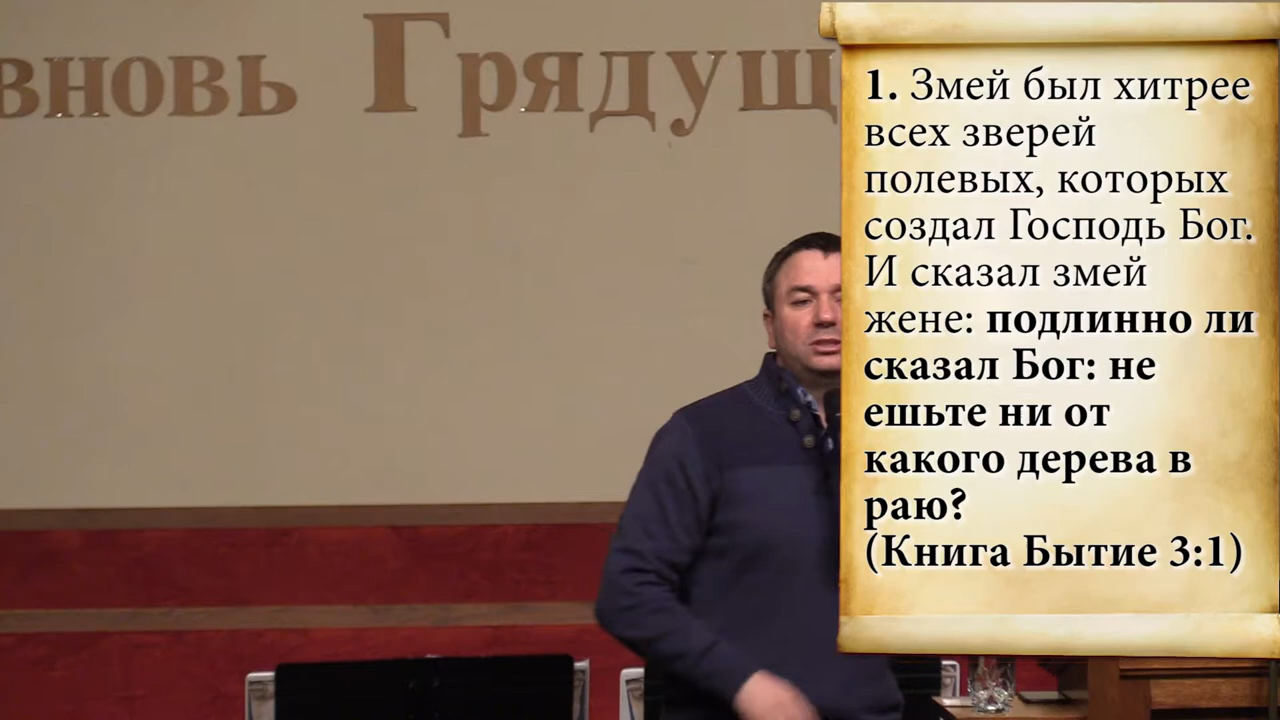 вновь Грядущ
1. Змей был хитрее
всех зверей
полевых, которых
создал Господь Бог.
И сказал змей
жене: подлинно ли
сказал Бог: не
ешьте ни от
какого дерева в
раю?
(Книга Бытие 3:1)